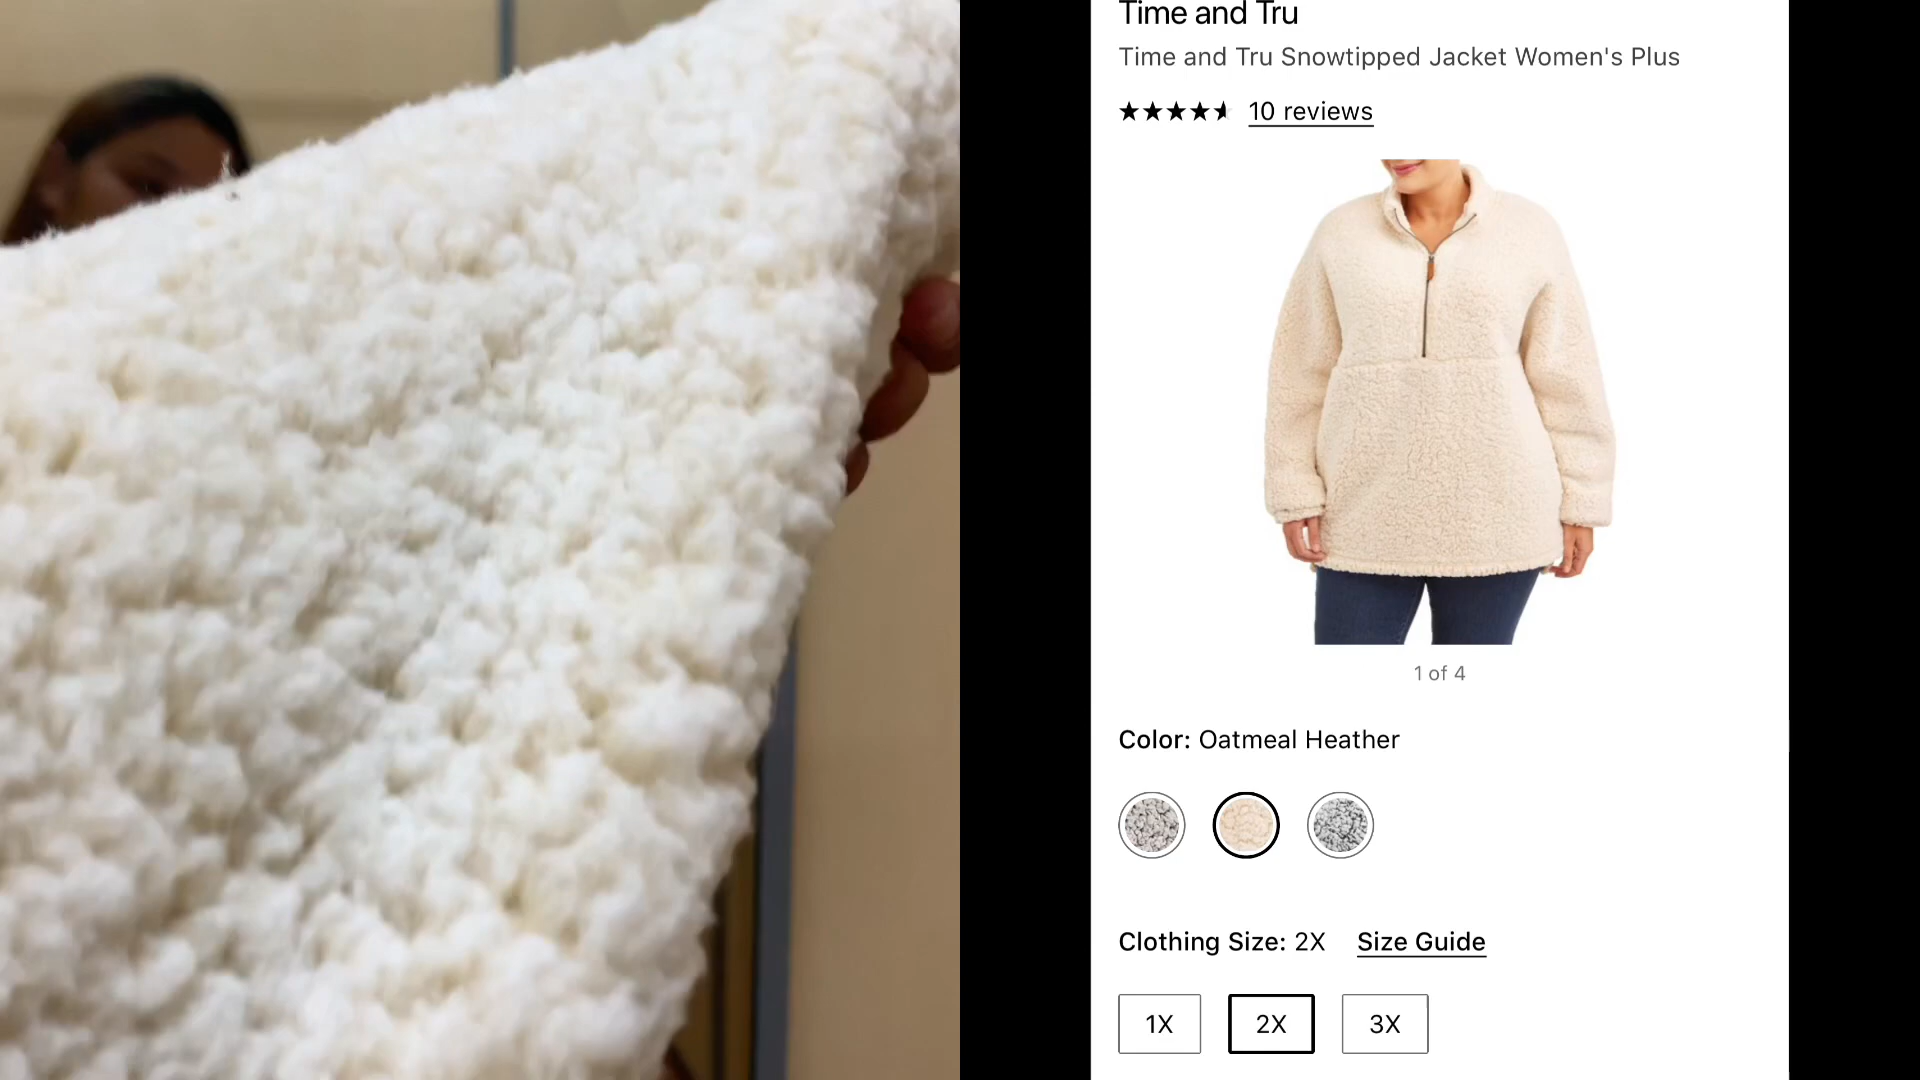 Time and Tru
Time and Tru Snowtipped Jacket Women's Plus
10 reviews
1 of 4
Color: Oatmeal Heather
Clothing Size: 2X Size Guide
1X 2X 3X